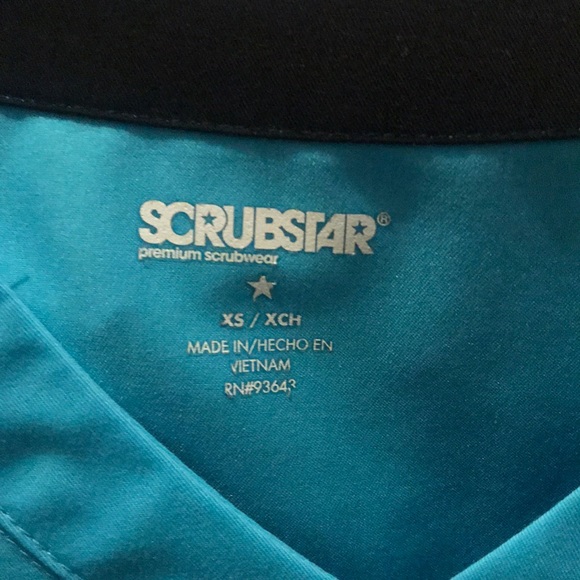 SCRUBSTAR®
premium scrubwear
XS / XCH
MADE IN/HECHO EN
VIETNAM
RN#93643